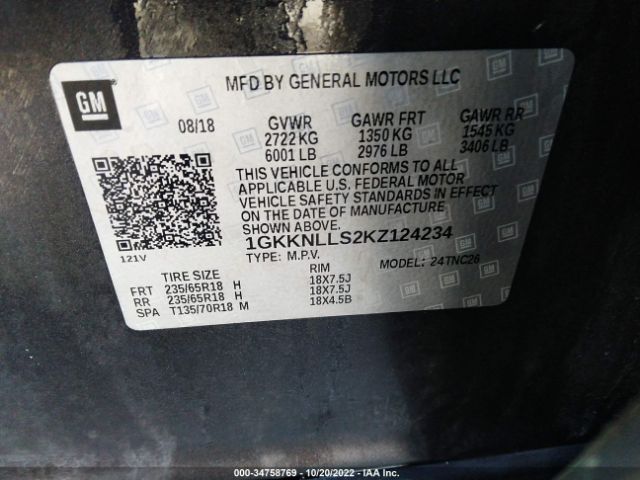 GM
MFD BY GENERAL MOTORS LLC
08/18
GVWR GAWR FRT GAWR RR
2722 KG 1350 KG 1545 KG
6001 LB 2976 LB 3406 LB
THIS VEHICLE CONFORMS TO ALL
APPLICABLE U.S. FEDERAL MOTOR
VEHICLE SAFETY STANDARDS IN EFFECT
ON THE DATE OF MANUFACTURE
SHOWN ABOVE.
1GKKNLLS2KZ124234
TYPE: M.P.V. MODEL: 24TNC26
121V
TIRE SIZE RIM
FRT 235/65R18 H 18X7.5J
RR 235/65R18 H 18X7.5J
SPA T135/70R18 M 18X4.5B
000-34758769 - 10/20/2022 - IAA Inc.